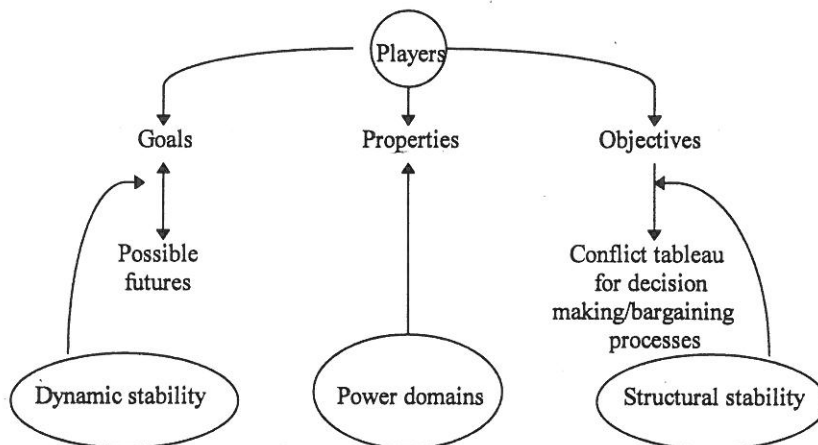 Players
Goals
Properties
Objectives
Possible
futures
Conflict tableau
for decision
making/bargaining
processes
Dynamic stability
Power domains
Structural stability